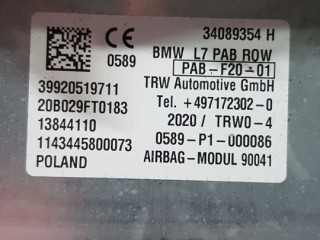 34089354 H
CE 0589
BMW L7 PAB ROW
PAB-F20-01
39920519711
TRW Automotive GmbH
20B029FT0183
Tel. +497172302-0
13844110
2020/ TRW0-4
1143445800073
0589-P1-000086
POLAND
AIRBAG-MODUL 90041